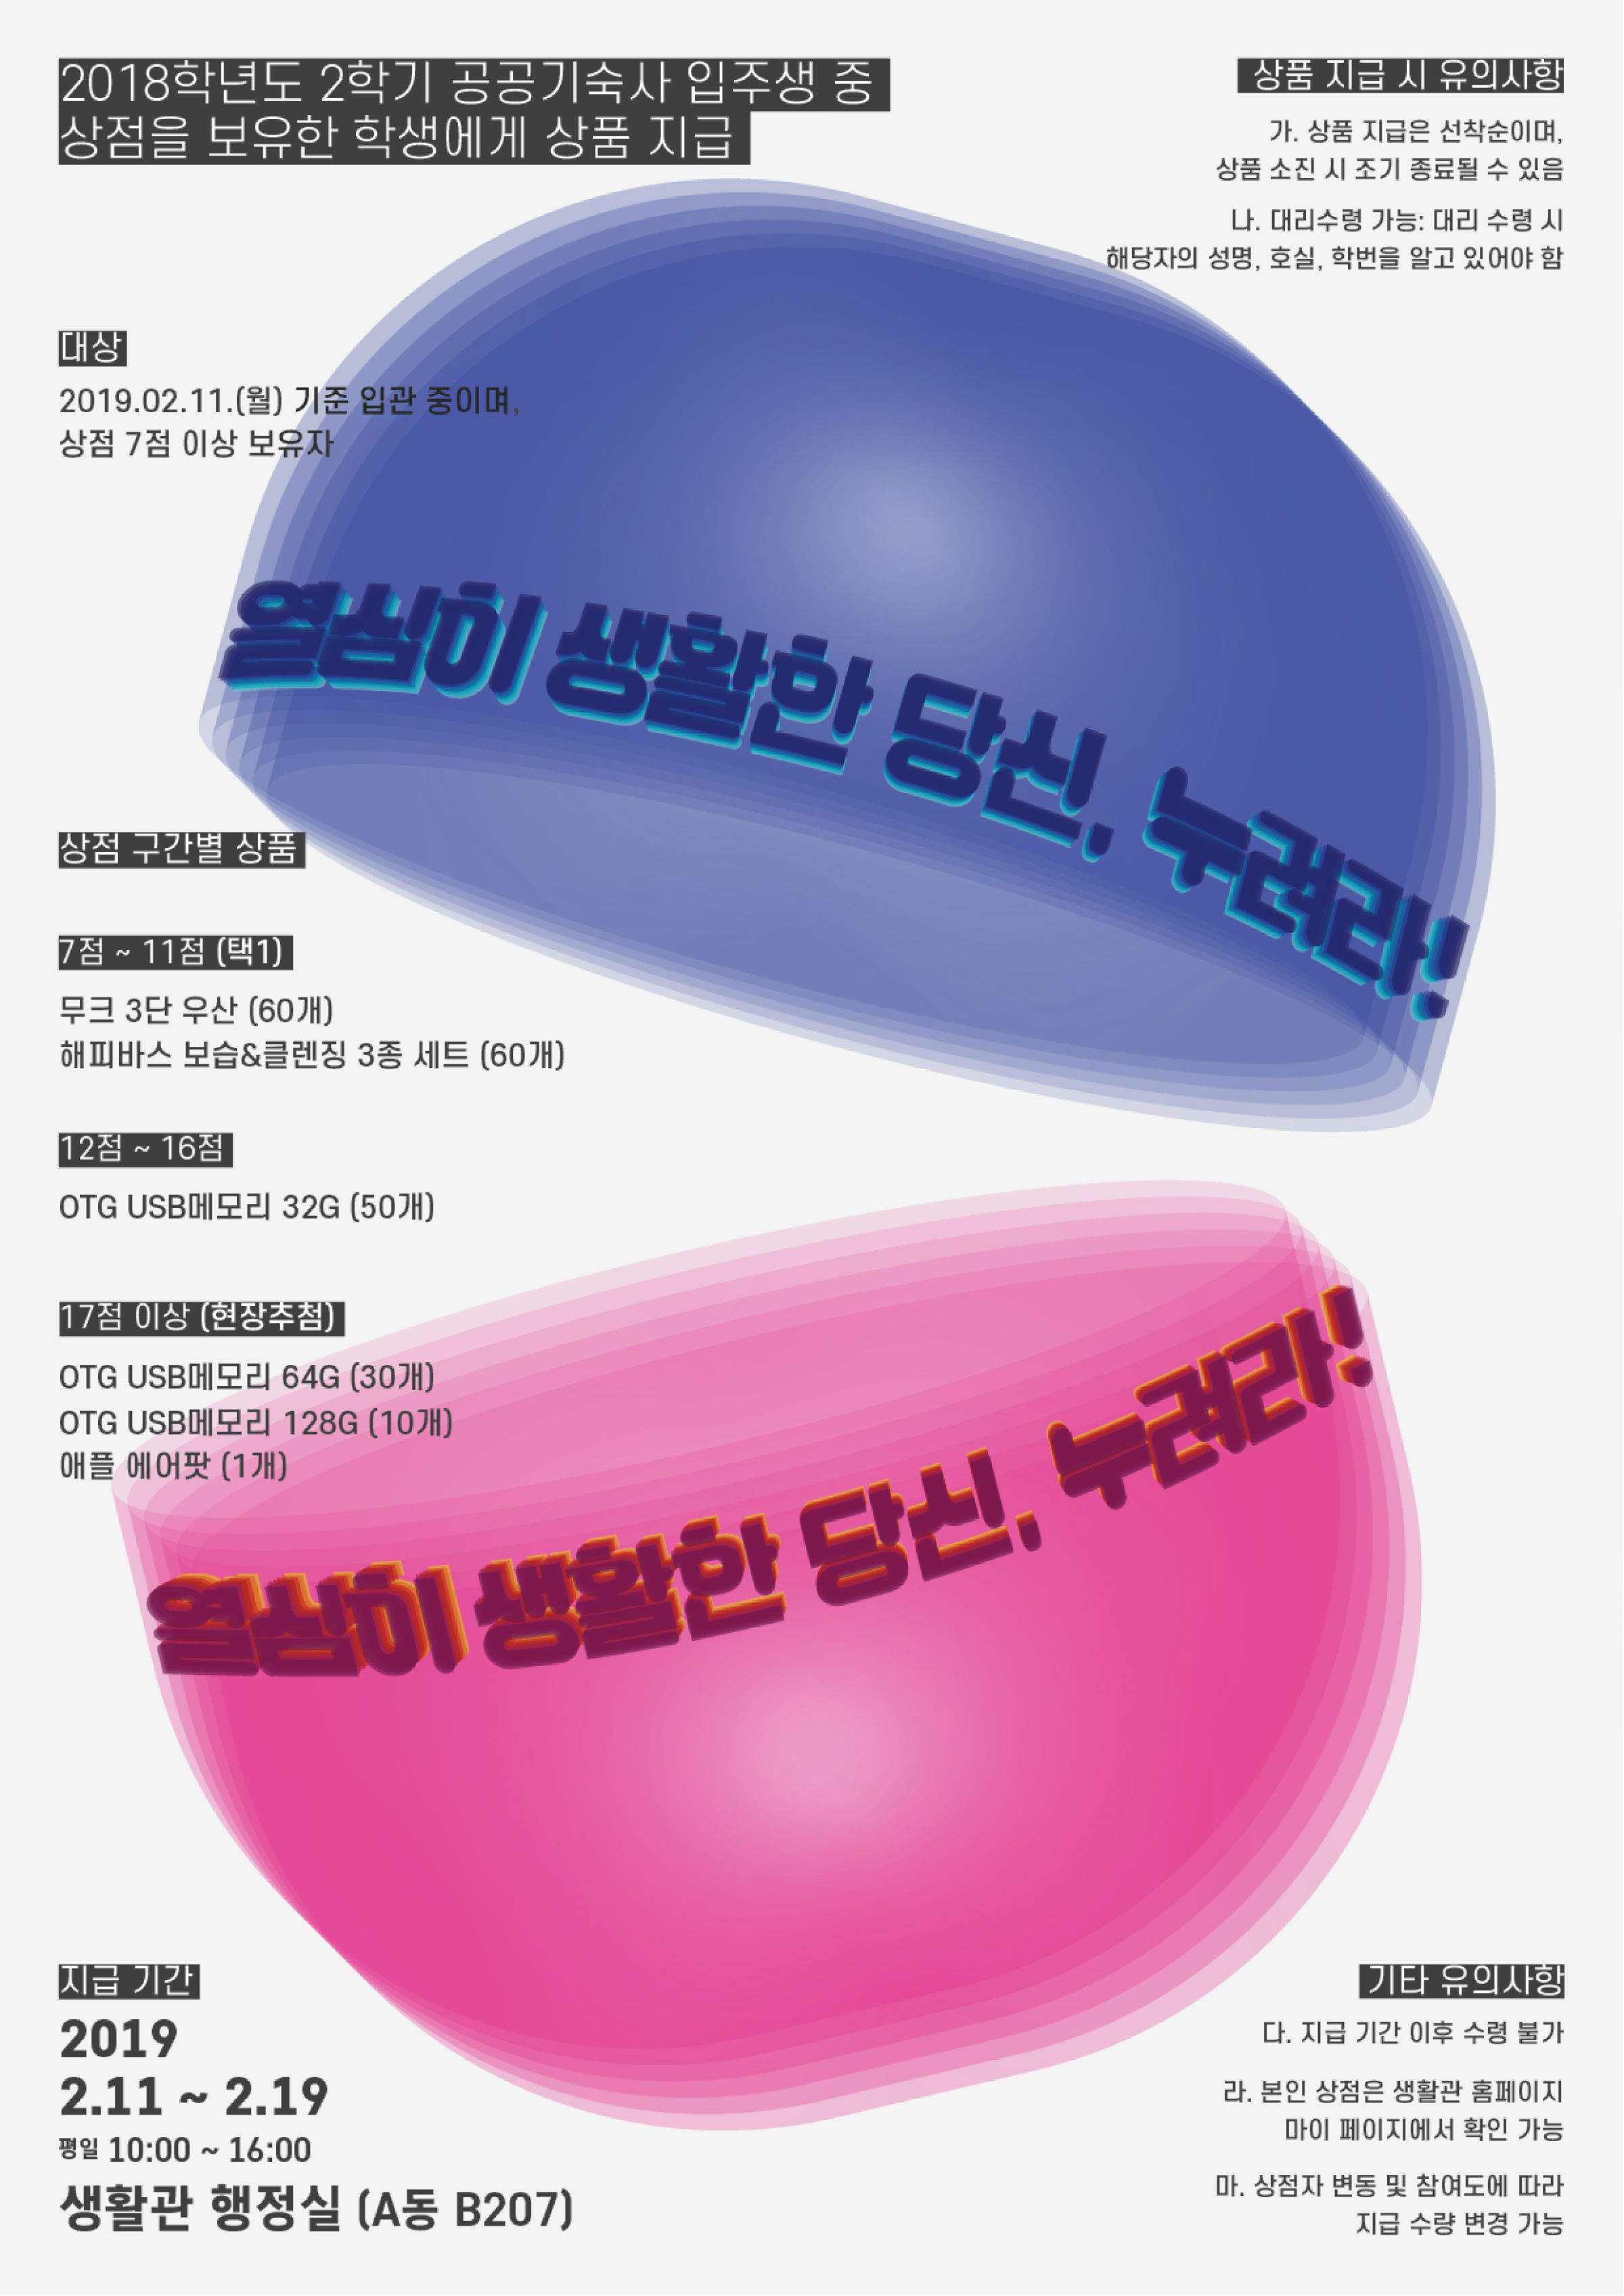 2018학년도 2학기 공공기숙사 입주생 중
상점을 보유한 학생에게 상품 지급
상품 지급 시 유의사항
가. 상품 지급은 선착순이며,
상품 소진 시 조기 종료될 수 있음
나. 대리수령 가능: 대리 수령 시
해당자의 성명, 호실, 학번을 알고 있어야 함
대상
2019.02.11.(월) 기준 입관 중이며,
상점 7점 이상 보유자
열심히 생활한 당신, 누려라!
상점 구간별 상품
7점 ~ 11점 (택1)
무크 3단 우산 (60개)
해피바스 보습&클렌징 3종 세트 (60개)
12점 ~ 16점
OTG USB메모리 32G (50개)
17점 이상 (현장추첨)
OTG USB메모리 64G (30개)
OTG USB메모리 128G (10개)
애플 에어팟 (1개)
열심히 생활한 당신, 누려라!
지급 기간
2019
2.11 ~ 2.19
평일 10:00 ~ 16:00
생활관 행정실 (A동 B207)
기타 유의사항
다. 지급 기간 이후 수령 불가
라. 본인 상점은 생활관 홈페이지
마이 페이지에서 확인 가능
마. 상점자 변동 및 참여도에 따라
지급 수량 변경 가능